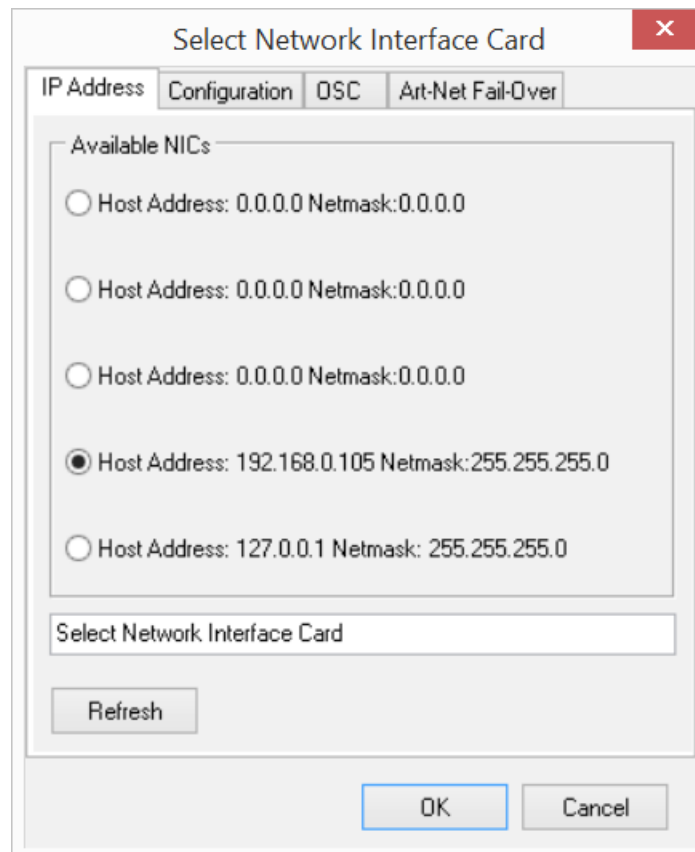 Select Network Interface Card
IP Address Configuration OSC Art-Net Fail-Over
Available NICs
Host Address: 0.0.0.0 Netmask:0.0.0.0
Host Address: 0.0.0.0 Netmask:0.0.0.0
Host Address: 0.0.0.0 Netmask:0.0.0.0
Host Address: 192.168.0.105 Netmask:255.255.255.0
Host Address: 127.0.0.1 Netmask: 255.255.255.0
Select Network Interface Card
Refresh
OK Cancel